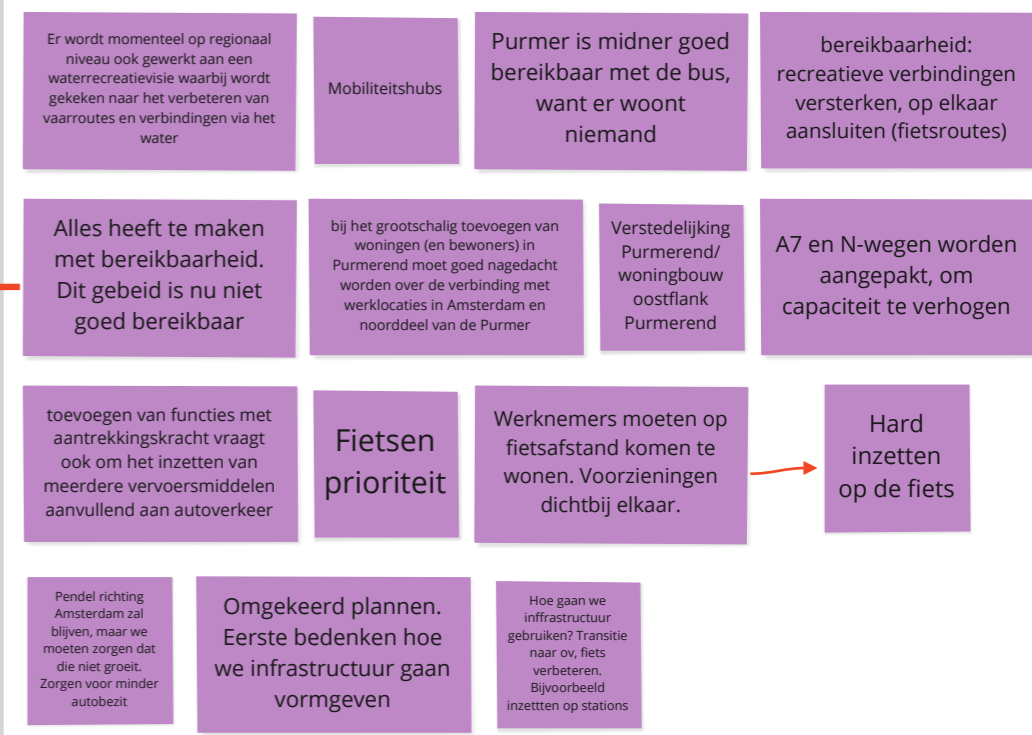 Er wordt momenteel op regionaal
niveau ook gewerkt aan een
waterrecreatievisie waarbij wordt
gekeken naar het verbeteren van
vaarroutes en verbindingen via het
water
Mobiliteitshubs
Purmer is midner goed
bereikbaar met de bus,
want er woont
niemand
bereikbaarheid:
recreatieve verbindingen
versterken, op elkaar
aansluiten (fietsroutes)
Alles heeft te maken
met bereikbaarheid.
Dit gebeid is nu niet
goed bereikbaar
bij het grootschalig toevoegen van
woningen (en bewoners) in
Purmerend moet goed nagedacht
worden over de verbinding met
werklocaties in Amsterdam en
noorddeel van de Purmer
Verstedelijking
Purmerend/
woningbouw
oostflank
Purmerend
A7 en N-wegen worden
aangepakt, om
capaciteit te verhogen
toevoegen van functies met
aantrekkingskracht vraagt
ook om het inzetten van
meerdere vervoersmiddelen
aanvullend aan autoverkeer
Fietsen
prioriteit
Werknemers moeten op
fietsafstand komen te
wonen. Voorzieningen
dichtbij elkaar.
Hard
inzetten
op de fiets
Pendel richting
Amsterdam zal
blijven, maar we
moeten zorgen dat
die niet groeit.
Zorgen voor minder
autobezit
Omgekeerd plannen.
Eerste bedenken hoe
we infrastructuur gaan
vormgeven
Hoe gaan we
inffrastructuur
gebruiken? Transitie
naar ov, fiets
verbeteren.
Bijvoorbeeld
inzettten op stations